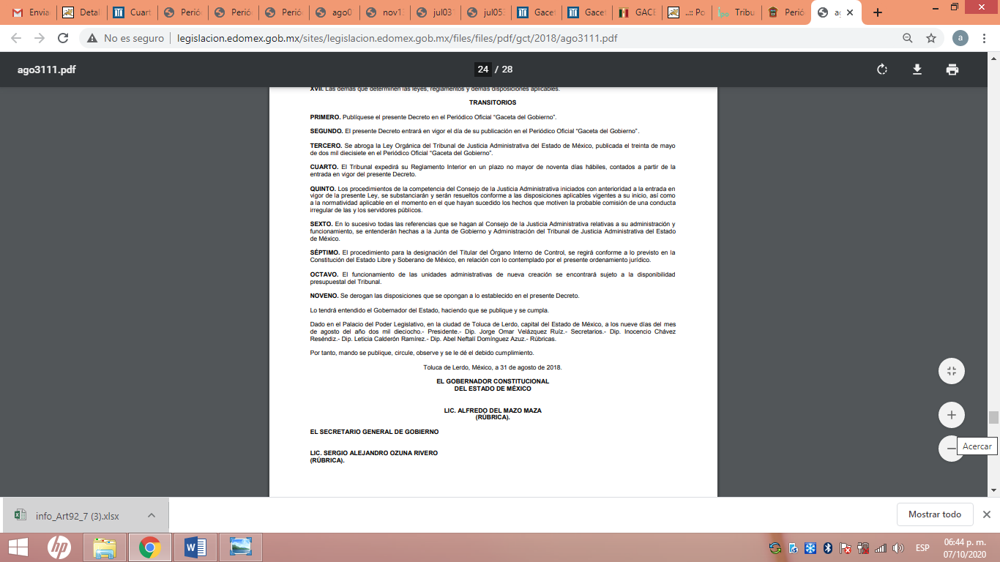 Envia
Detal
Cuart
Perió
Perió
Perió
ago0
nov1
jul031
jul053
Gacet
Gacet
GACE
..:: Po
Tribu
Perió
No es seguro
legislacion.edomex.gob.mx/sites/legislacion.edomex.gob.mx/files/files/pdf/gct/2018/ago3111.pdf
a
ago3111.pdf
24 / 28
XVII. Las demás que determinen las leyes, reglamentos y demás disposiciones aplicables.
TRANSITORIOS
PRIMERO. Publíquese el presente Decreto en el Periódico Oficial “Gaceta del Gobierno”.
SEGUNDO. El presente Decreto entrará en vigor el día de su publicación en el Periódico Oficial “Gaceta del Gobierno”.
TERCERO. Se abroga la Ley Orgánica del Tribunal de Justicia Administrativa del Estado de México, publicada el treinta de mayo
de dos mil diecisiete en el Periódico Oficial “Gaceta del Gobierno”.
CUARTO. El Tribunal expedirá su Reglamento Interior en un plazo no mayor de noventa días hábiles, contados a partir de la
entrada en vigor del presente Decreto.
QUINTO. Los procedimientos de la competencia del Consejo de la Justicia Administrativa iniciados con anterioridad a la entrada en
vigor de la presente Ley, se substanciarán y serán resueltos conforme a las disposiciones aplicables vigentes a su inicio, así como
a la normatividad aplicable en el momento en el que hayan sucedido los hechos que motiven la probable comisión de una conducta
irregular de las y los servidores públicos.
SEXTO. En lo sucesivo todas las referencias que se hagan al Consejo de la Justicia Administrativa relativas a su administración y
funcionamiento, se entenderán hechas a la Junta de Gobierno y Administración del Tribunal de Justicia Administrativa del Estado
de México.
SÉPTIMO. El procedimiento para la designación del Titular del Órgano Interno de Control, se regirá conforme a lo previsto en la
Constitución del Estado Libre y Soberano de México, en relación con lo contemplado por el presente ordenamiento jurídico.
OCTAVO. El funcionamiento de las unidades administrativas de nueva creación se encontrará sujeto a la disponibilidad
presupuestal del Tribunal.
NOVENO. Se derogan las disposiciones que se opongan a lo establecido en el presente Decreto.
Lo tendrá entendido el Gobernador del Estado, haciendo que se publique y se cumpla.
Dado en el Palacio del Poder Legislativo, en la ciudad de Toluca de Lerdo, capital del Estado de México, a los nueve días del mes
de agosto del año dos mil dieciocho.- Presidente.- Dip. Jorge Omar Velázquez Ruíz.- Secretarios.- Dip. Inocencio Chávez
Reséndiz.- Dip. Leticia Calderón Ramírez.- Dip. Abel Neftalí Domínguez Azuz.- Rúbricas.
Por tanto, mando se publique, circule, observe y se le dé el debido cumplimiento.
Toluca de Lerdo, México, a 31 de agosto de 2018.
EL GOBERNADOR CONSTITUCIONAL
DEL ESTADO DE MÉXICO
LIC. ALFREDO DEL MAZO MAZA
(RÚBRICA).
EL SECRETARIO GENERAL DE GOBIERNO
LIC. SERGIO ALEJANDRO OZUNA RIVERO
(RÚBRICA).
Acercar
info_Art92_7 (3).xlsx
Mostrar todo
ESP
06:44 p. m.
07/10/2020